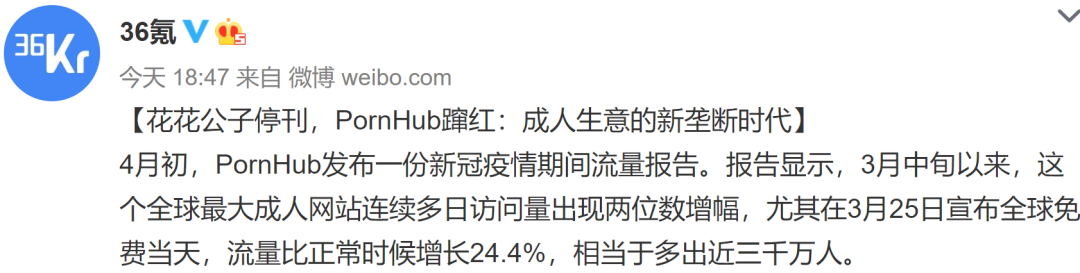 36Kr
36氪
今天 18:47 来自 微博 weibo.com
【花花公子停刊，PornHub蹿红：成人生意的新垄断时代】
4月初，PornHub发布一份新冠疫情期间流量报告。报告显示，3月中旬以来，这
个全球最大成人网站连续多日访问量出现两位数增幅，尤其在3月25日宣布全球免
费当天，流量比正常时候增长24.4%，相当于多出近三千万人。